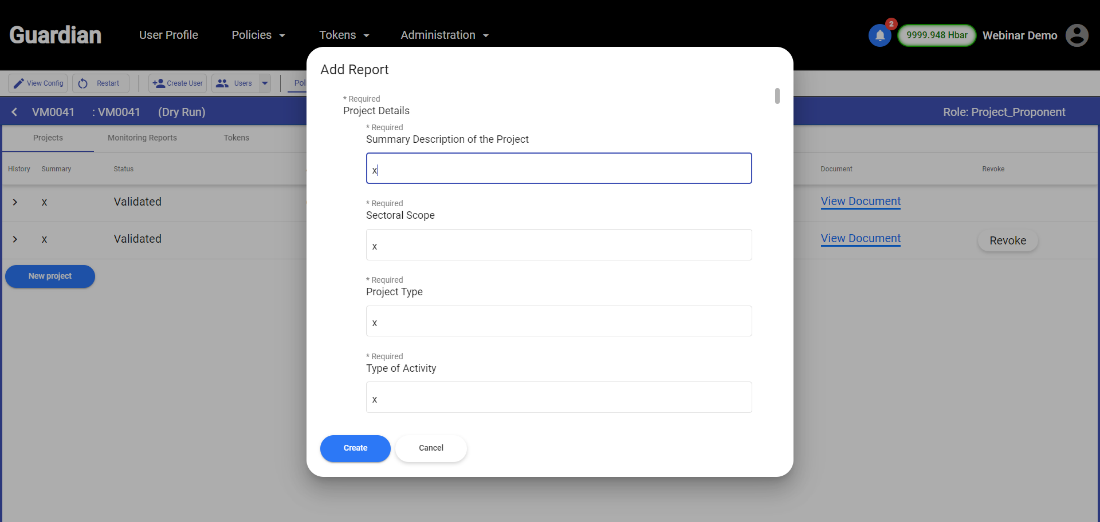 Guardian
User Profile
Policies
Tokens
Administration
2
9999.948 Hbar
Webinar Demo
View Config
Restart
Create User
Users
VM0041 : VM0041 (Dry Run)
Role: Project_Proponent
Projects
Monitoring Reports
Tokens
History
Summary
Status
Document
Revoke
x
Validated
View Document
x
Validated
View Document
Revoke
New project
Add Report
* Required
Project Details
* Required
Summary Description of the Project
x
* Required
Sectoral Scope
x
* Required
Project Type
x
* Required
Type of Activity
x
Create
Cancel